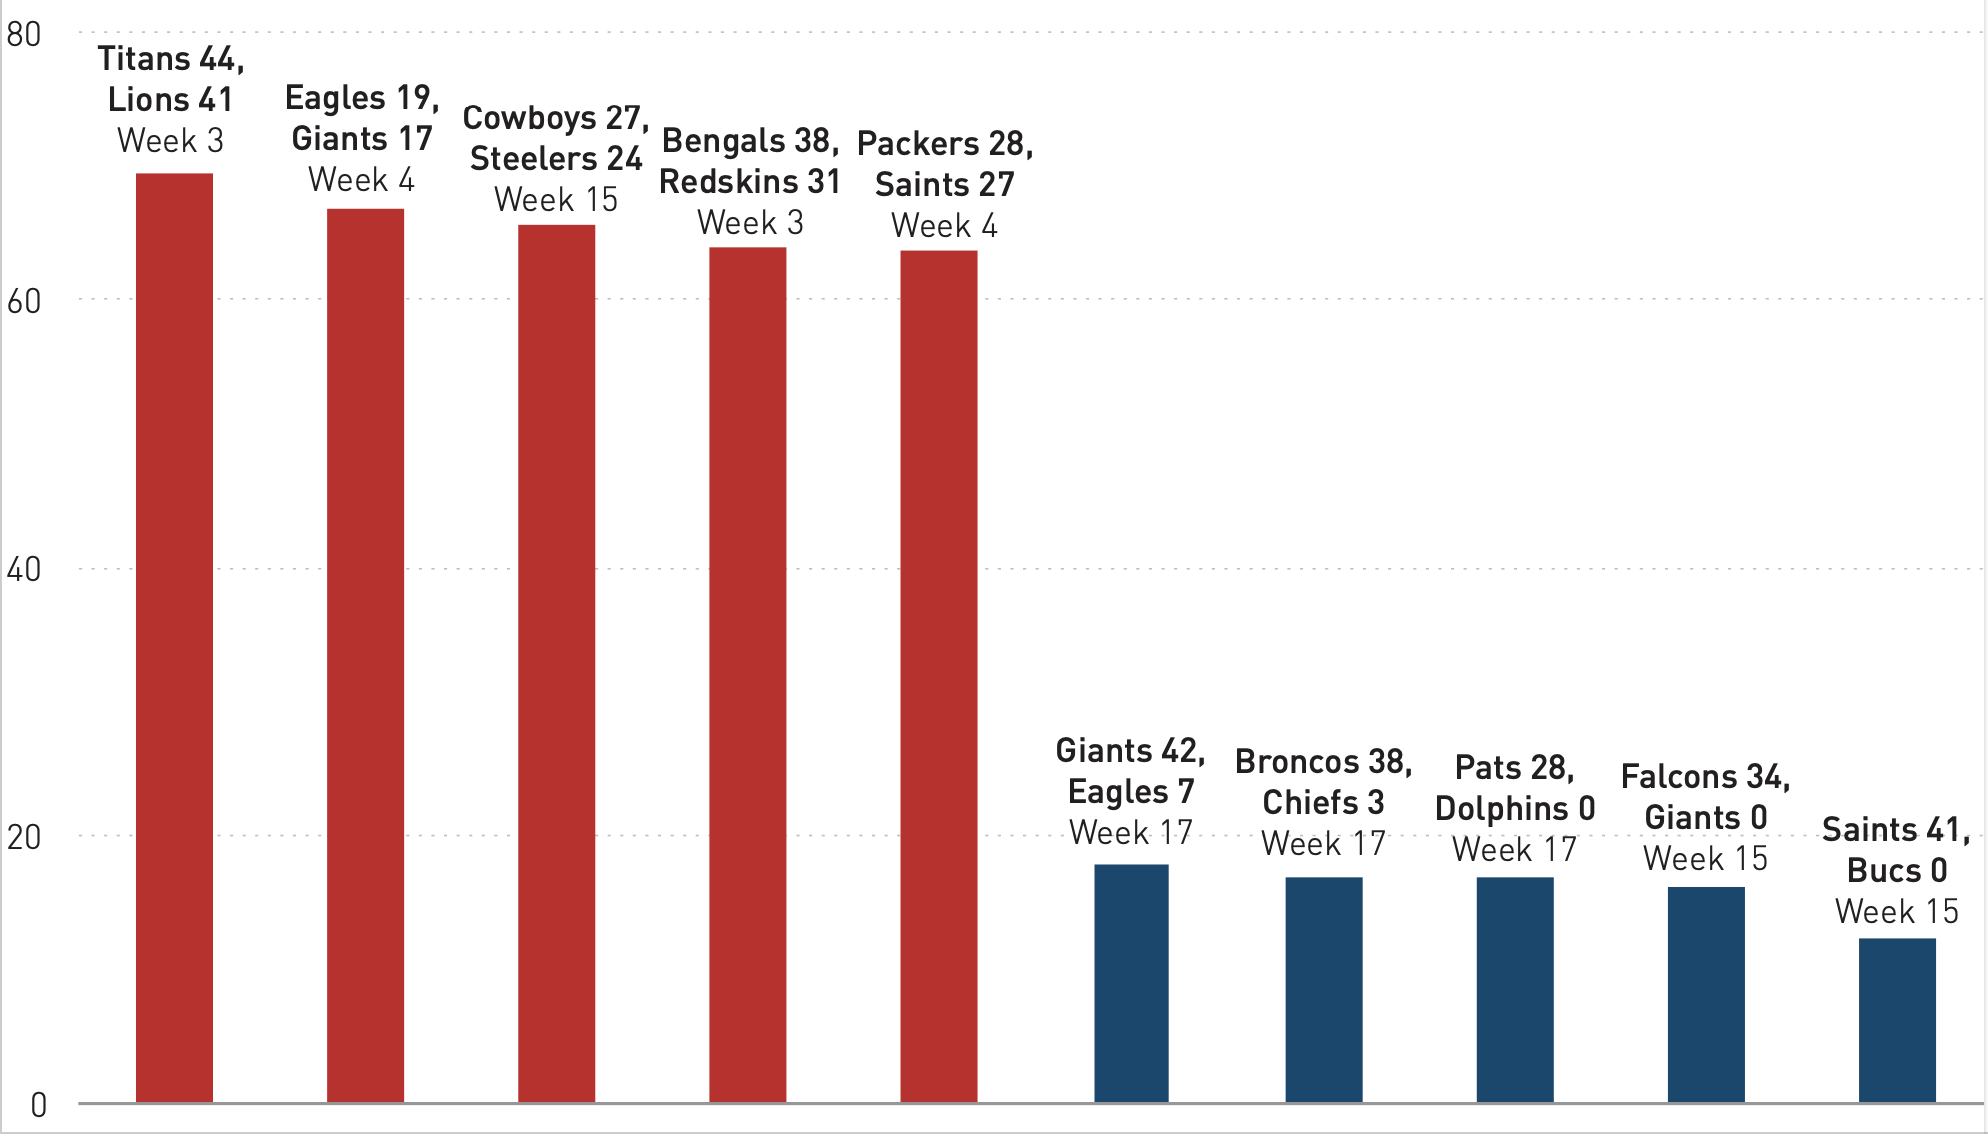 80
Titans 44,
Lions 41
Week 3
Eagles 19,
Giants 17
Week 4
Cowboys 27,
Steelers 24
Week 15
Bengals 38,
Redskins 31
Week 3
Packers 28,
Saints 27
Week 4
60
40
Giants 42,
Eagles 7
Week 17
Broncos 38,
Chiefs 3
Week 17
Pats 28,
Dolphins 0
Week 17
Falcons 34,
Giants 0
Week 15
Saints 41,
Bucs 0
Week 15
20
0